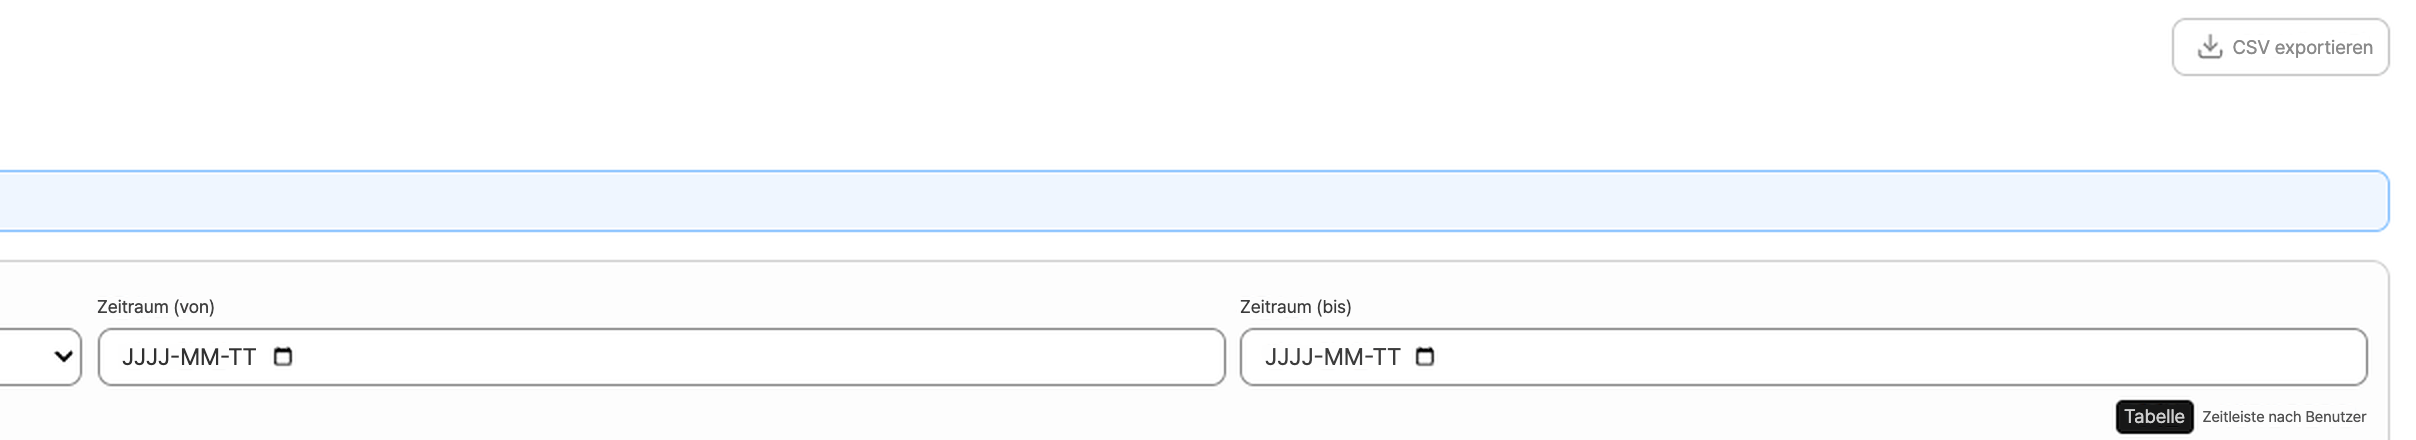 CSV exportieren
Zeitraum (von)
Zeitraum (bis)
JJJJ-MM-TT
JJJJ-MM-TT
Tabelle
Zeitleiste nach Benutzer